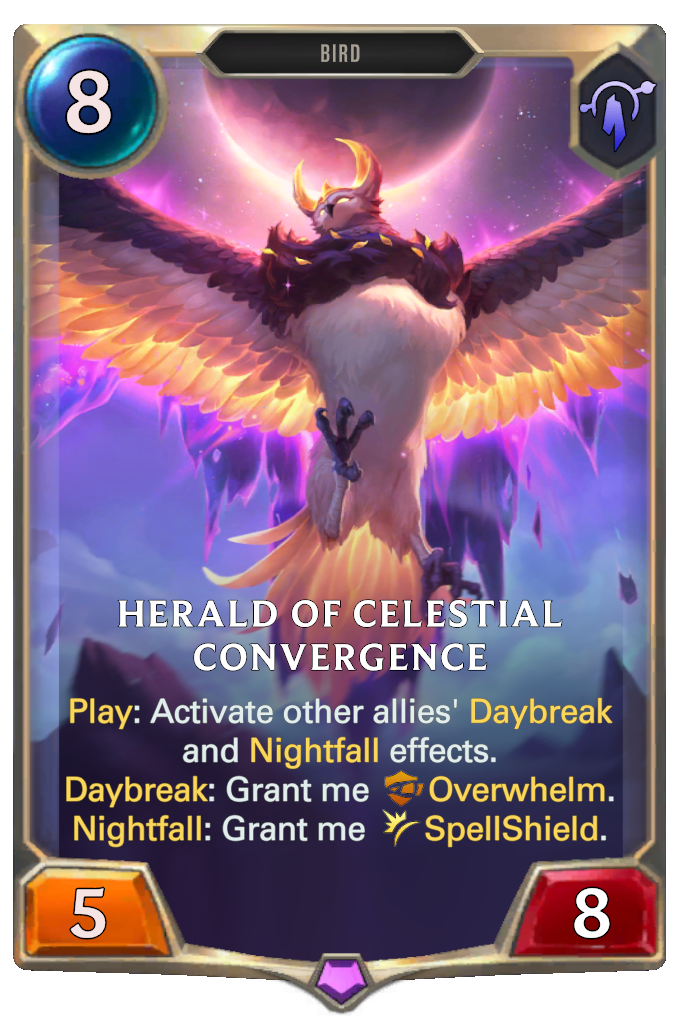 BIRD
8
HERALD OF CELESTIAL
CONVERGENCE
Play: Activate other allies' Daybreak
and Nightfall effects.
Daybreak: Grant me Overwhelm.
Nightfall: Grant me SpellShield.
5
8